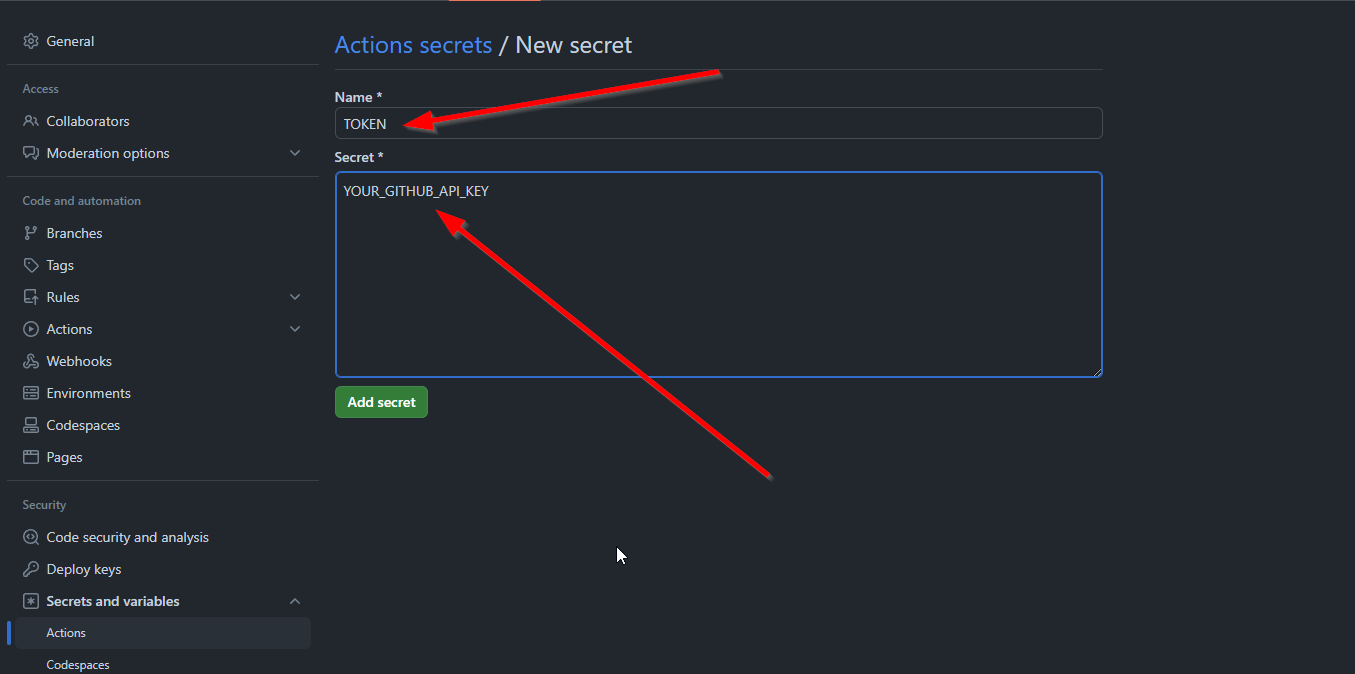 General
Access
Collaborators
Moderation options
Code and automation
Branches
Tags
Rules
Actions
Webhooks
Environments
Codespaces
Pages
Security
Code security and analysis
Deploy keys
Secrets and variables
Actions
Codespaces
Actions secrets / New secret
Name *
TOKEN
Secret *
YOUR_GITHUB_API_KEY
Add secret